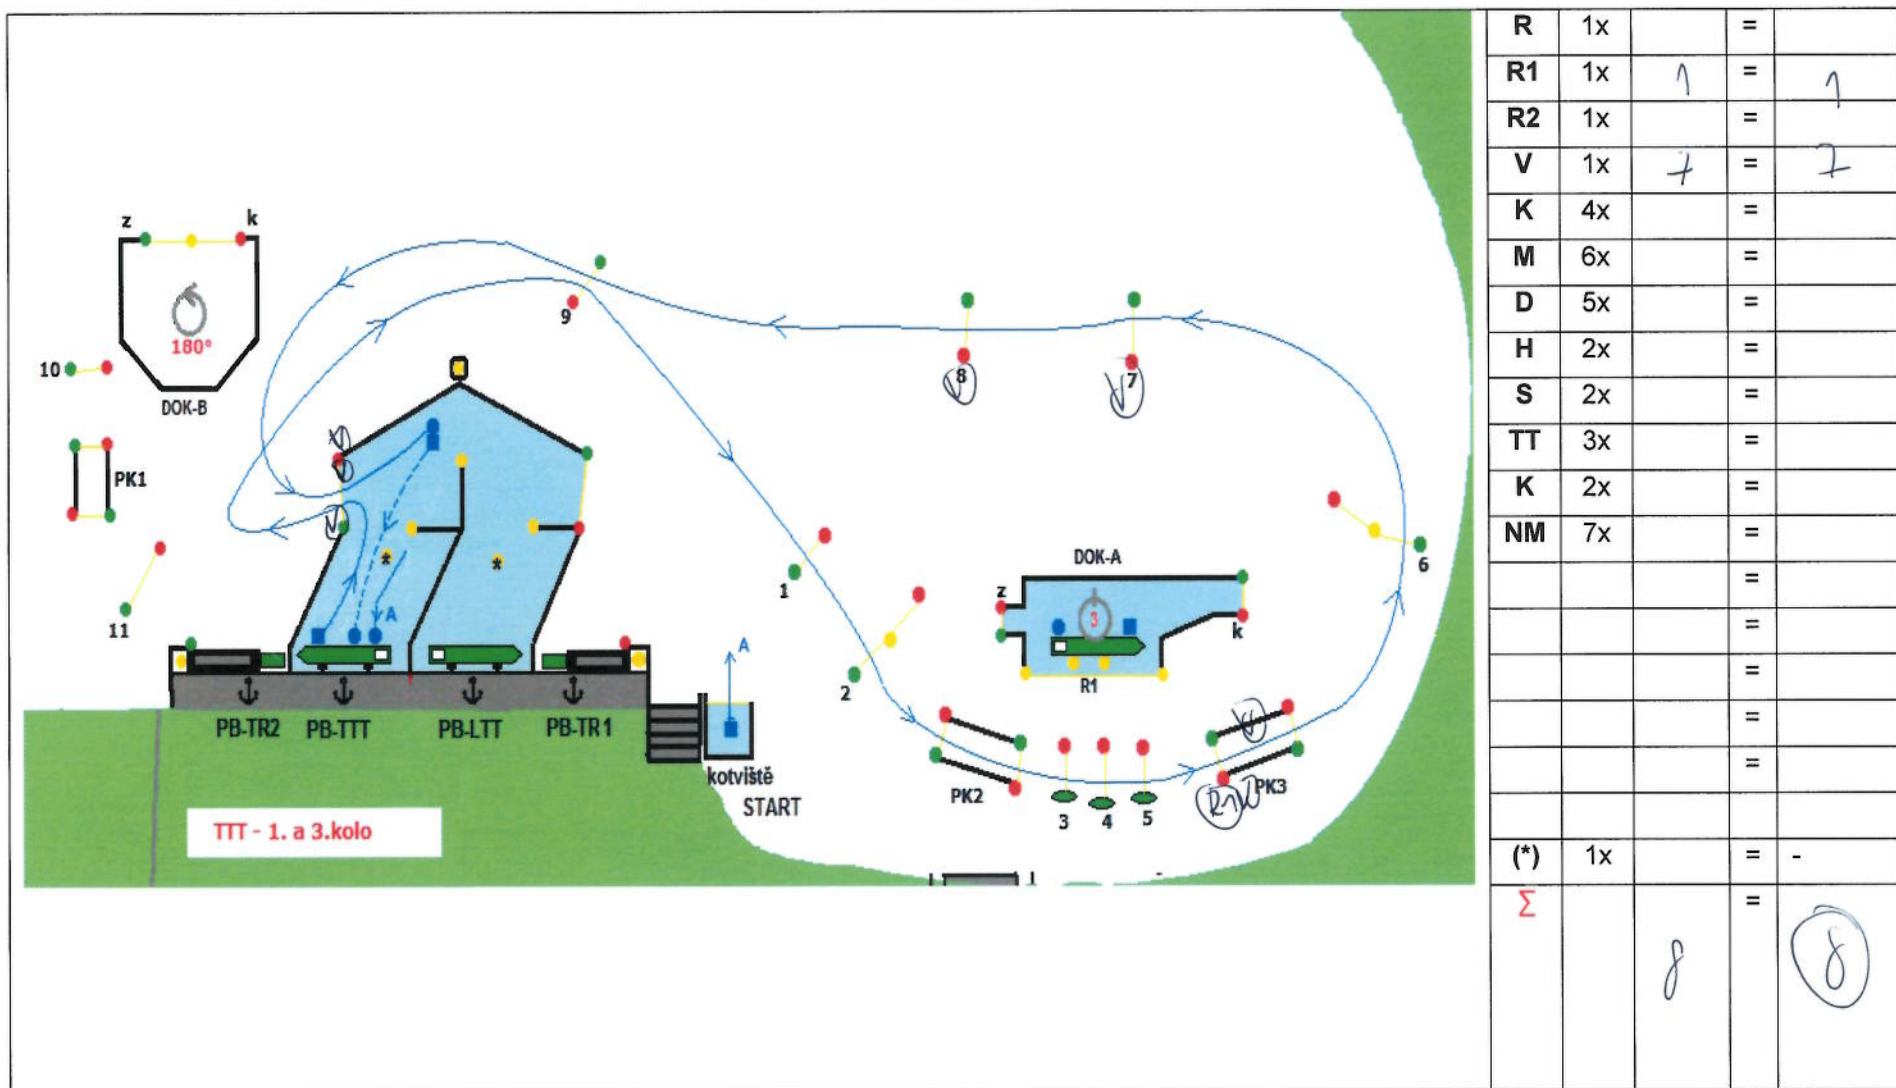 z k
180°
DOK-B
10
PK1
11
9
8 V
7 V
V
V
V
*
*
A
1
2
DOK-A
z
3
k
R1
6
A
PB-TR2 PB-TTT PB-LTT PB-TR1
kotviště
START
PK2
3 4 5
V
R1 V PK3
TTT - 1. a 3.kolo
R 1x =
R1 1x 1 = 1
R2 1x =
V 1x 7 = 7
K 4x =
M 6x =
D 5x =
H 2x =
S 2x =
TT 3x =
K 2x =
NM 7x =
=
=
=
=
=
(*) 1x = -
Σ 8 = 8